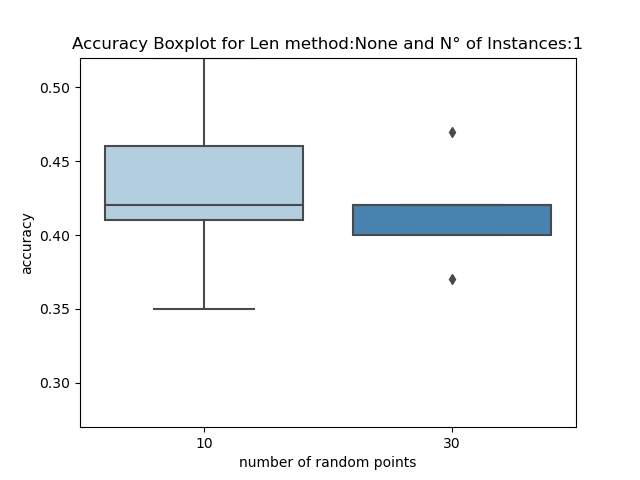 Accuracy Boxplot for Len method:None and N° of Instances:1
0.50
0.45
0.40
0.35
0.30
accuracy
10
30
number of random points